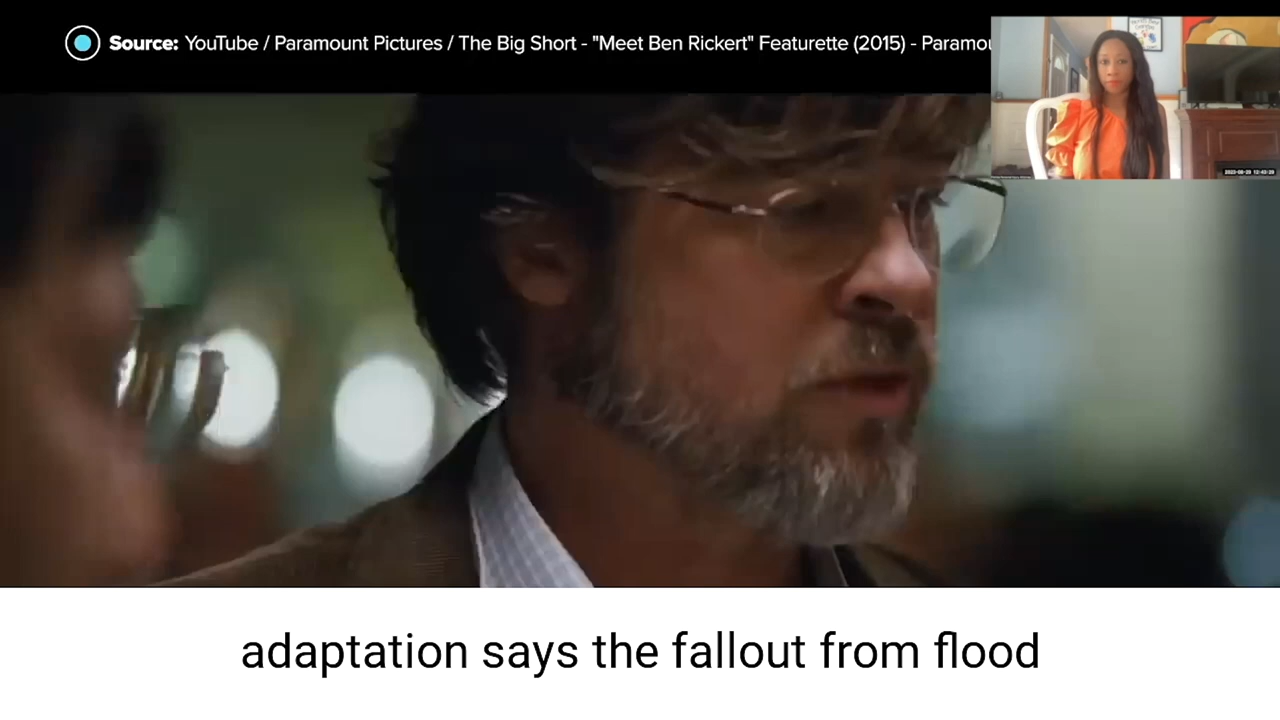 Source: YouTube / Paramount Pictures / The Big Short - "Meet Ben Rickert" Featurette (2015) - Paramou
adaptation says the fallout from flood